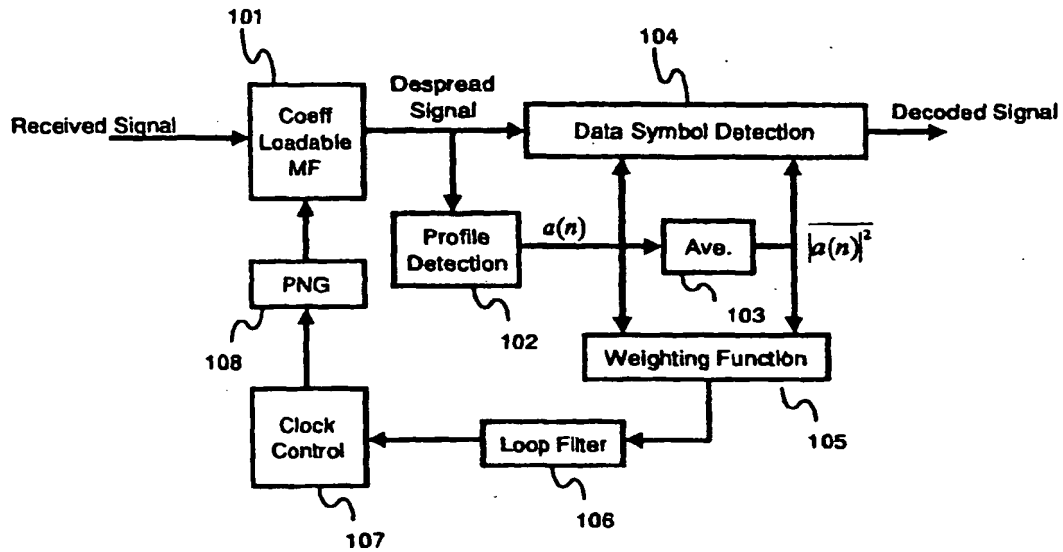 101
104
Received Signal
Coeff
Loadable
MF
Despread
Signal
Data Symbol Detection
Decoded Signal
Profile
Detection
a(n)
Ave.
|a(n)|²
PNG
102
103
108
Weighting Function
105
Clock
Control
Loop Filter
106
107